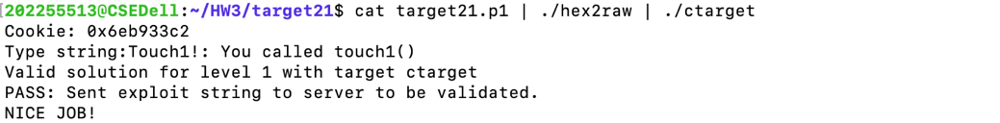 [202255513@CSEDell:~/HW3/target21$ cat target21.p1 | ./hex2raw | ./ctarget
Cookie: 0x6eb933c2
Type string:Touch1!: You called touch1()
Valid solution for level 1 with target ctarget
PASS: Sent exploit string to server to be validated.
NICE JOB!